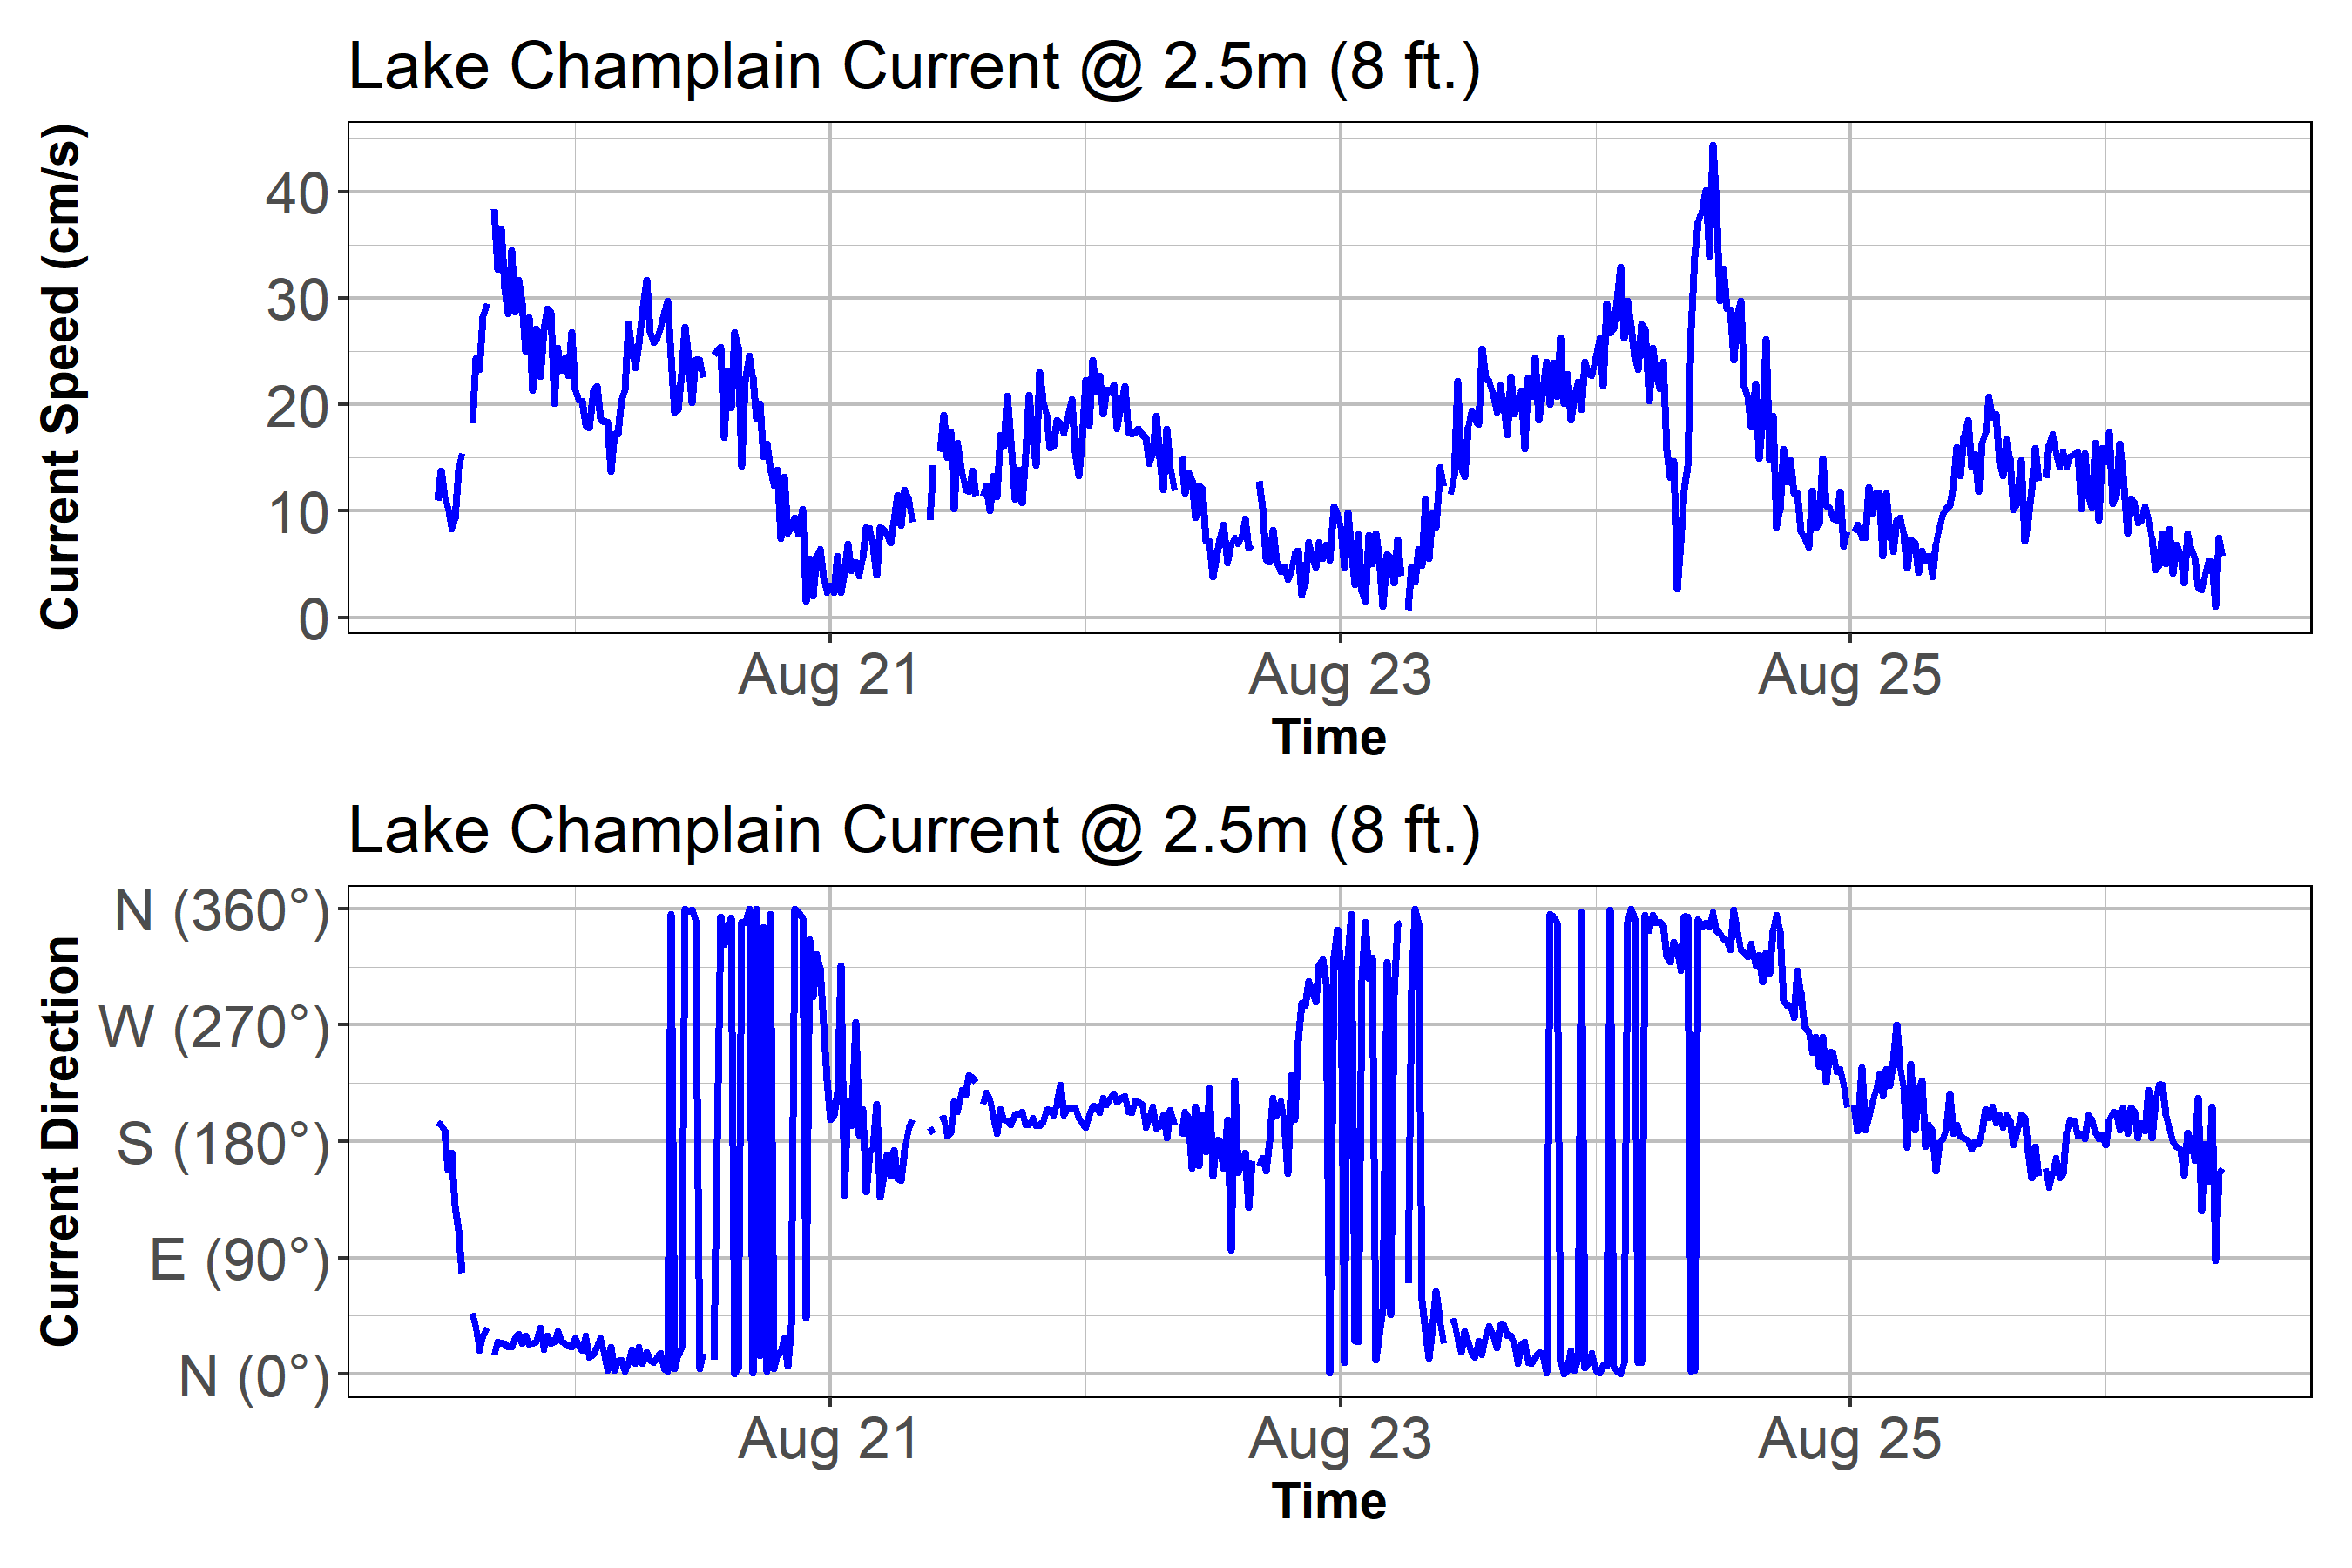 Lake Champlain Current @ 2.5m (8 ft.)
Current Speed (cm/s)
40
30
20
10
0
Aug 21 Aug 23 Aug 25
Time
Lake Champlain Current @ 2.5m (8 ft.)
Current Direction
N (360°)
W (270°)
S (180°)
E (90°)
N (0°)
Aug 21 Aug 23 Aug 25
Time